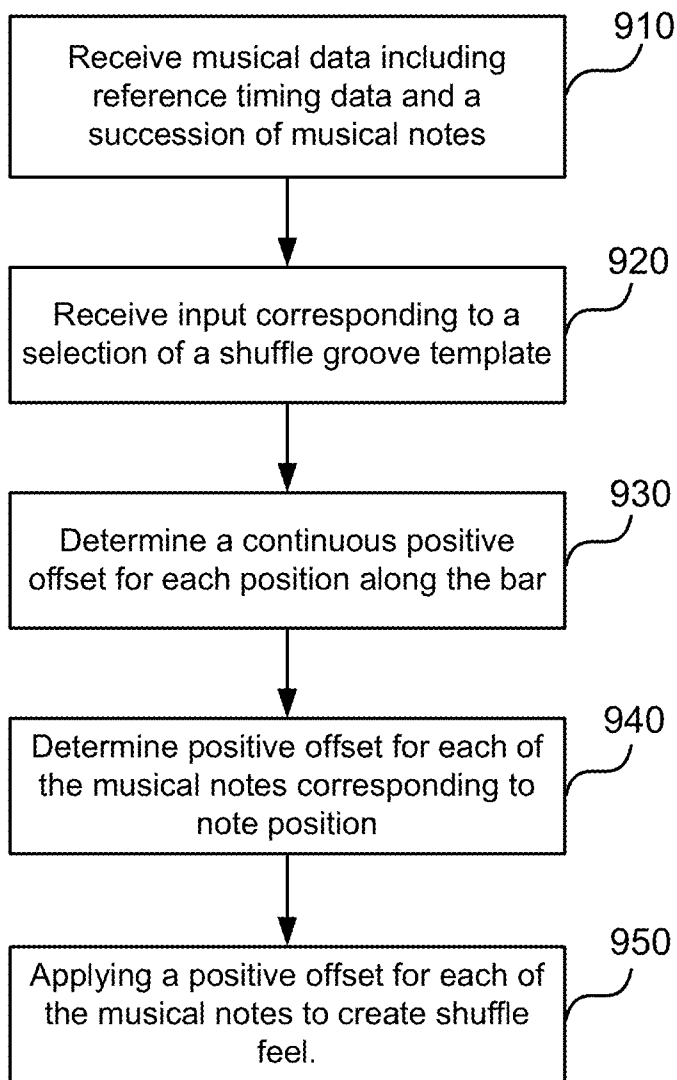 910
Receive musical data including
reference timing data and a
succession of musical notes
920
Receive input corresponding to a
selection of a shuffle groove template
930
Determine a continuous positive
offset for each position along the bar
940
Determine positive offset for each of
the musical notes corresponding to
note position
950
Applying a positive offset for each of
the musical notes to create shuffle
feel.